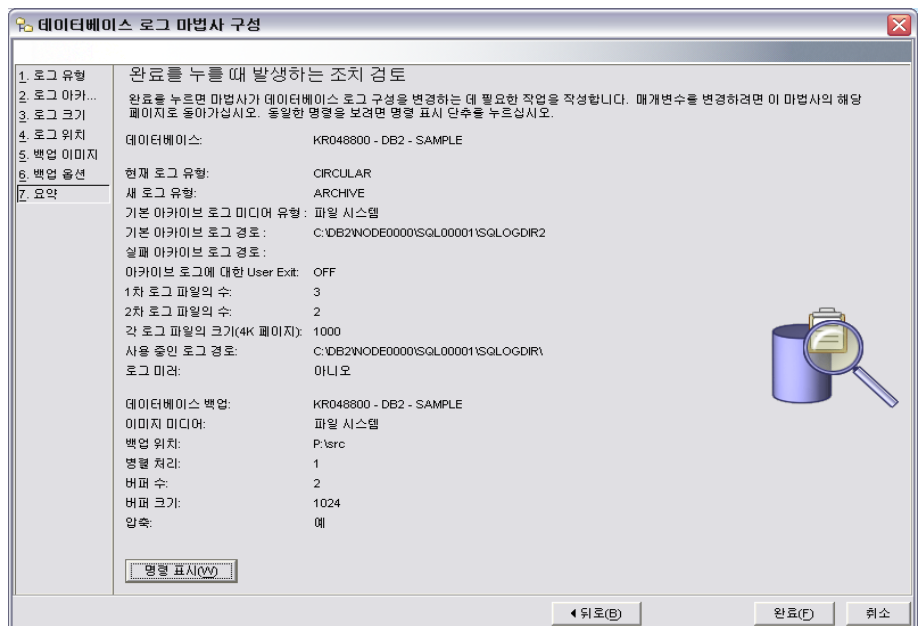 데이터베이스 로그 마법사 구성
1. 로그 유형
2. 로그 아카...
3. 로그 크기
4. 로그 위치
5. 백업 이미지
6. 백업 옵션
7. 요약
완료를 누를 때 발생하는 조치 검토
완료를 누르면 마법사가 데이터베이스 로그 구성을 변경하는 데 필요한 작업을 작성합니다. 매개변수를 변경하려면 이 마법사의 해당
페이지로 돌아가십시오. 동일한 명령을 보려면 명령 표시 단추를 누르십시오.
데이터베이스: KR048800 - DB2 - SAMPLE
현재 로그 유형: CIRCULAR
새 로그 유형: ARCHIVE
기본 아카이브 로그 미디어 유형 : 파일 시스템
기본 아카이브 로그 경로 : C:\DB2\NODE0000\SQL00001\SQLOGDIR2
실패 아카이브 로그 경로 :
아카이브 로그에 대한 User Exit: OFF
1차 로그 파일의 수: 3
2차 로그 파일의 수: 2
각 로그 파일의 크기(4K 페이지): 1000
사용 중인 로그 경로: C:\DB2\NODE0000\SQL00001\SQLOGDIR\
로그 미러: 아니오
데이터베이스 백업: KR048800 - DB2 - SAMPLE
이미지 미디어: 파일 시스템
백업 위치: P:\src
병렬 처리: 1
버퍼 수: 2
버퍼 크기: 1024
압축: 예
명령 표시(W)
뒤로(B) 완료(F) 취소